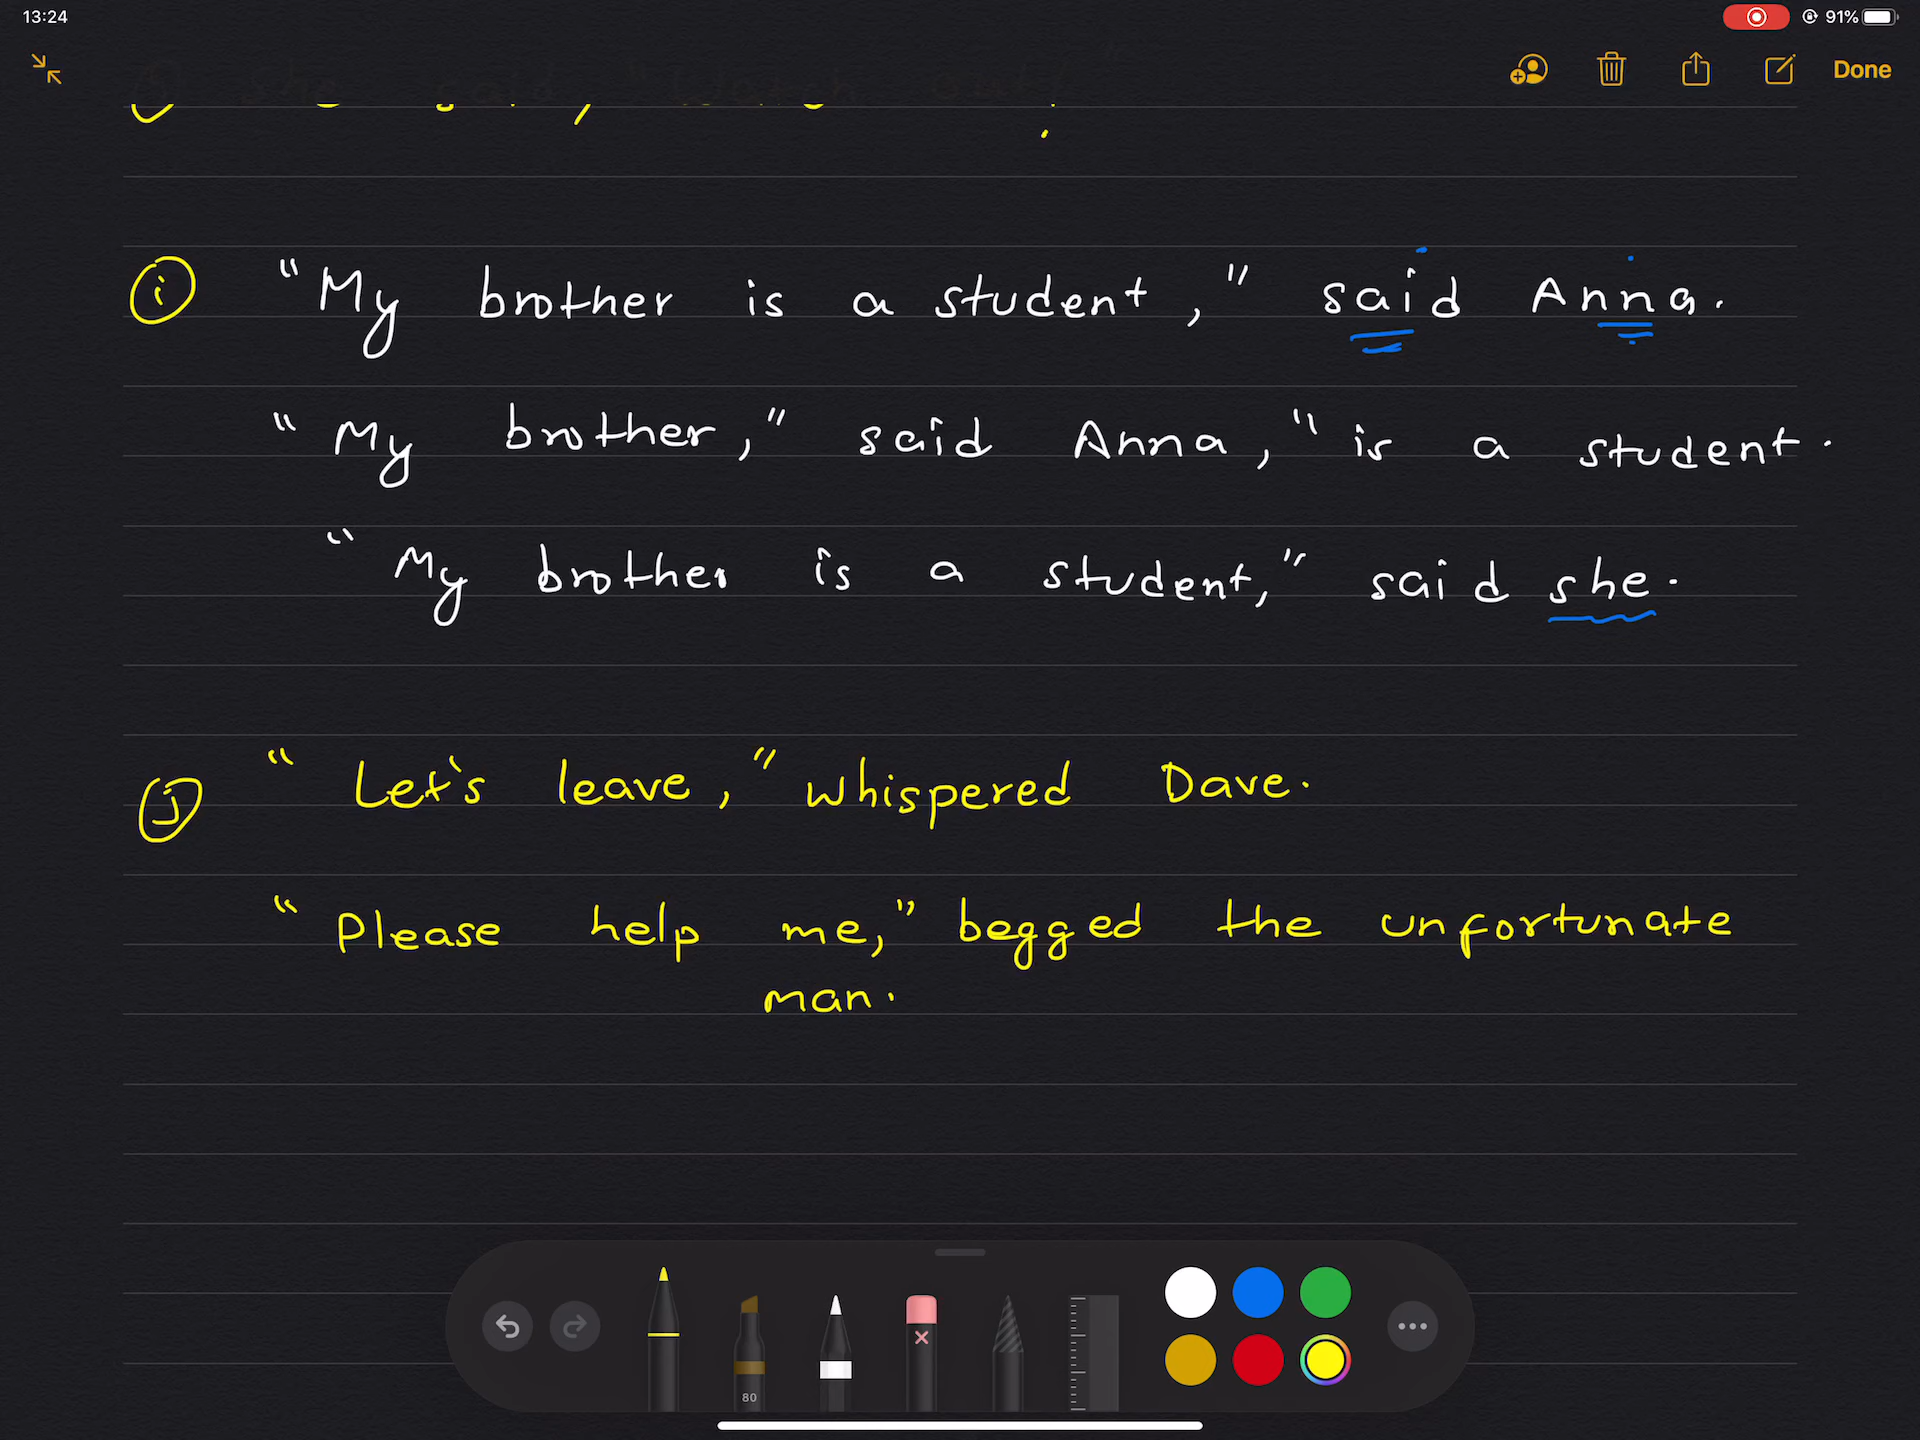 13:24
91%
Done
i "My brother is a student," said Anna.
"My brother," said Anna, "is a student.
"My brother is a student," said she.
j "Let's leave," whispered Dave.
"Please help me," begged the unfortunate
man.
80